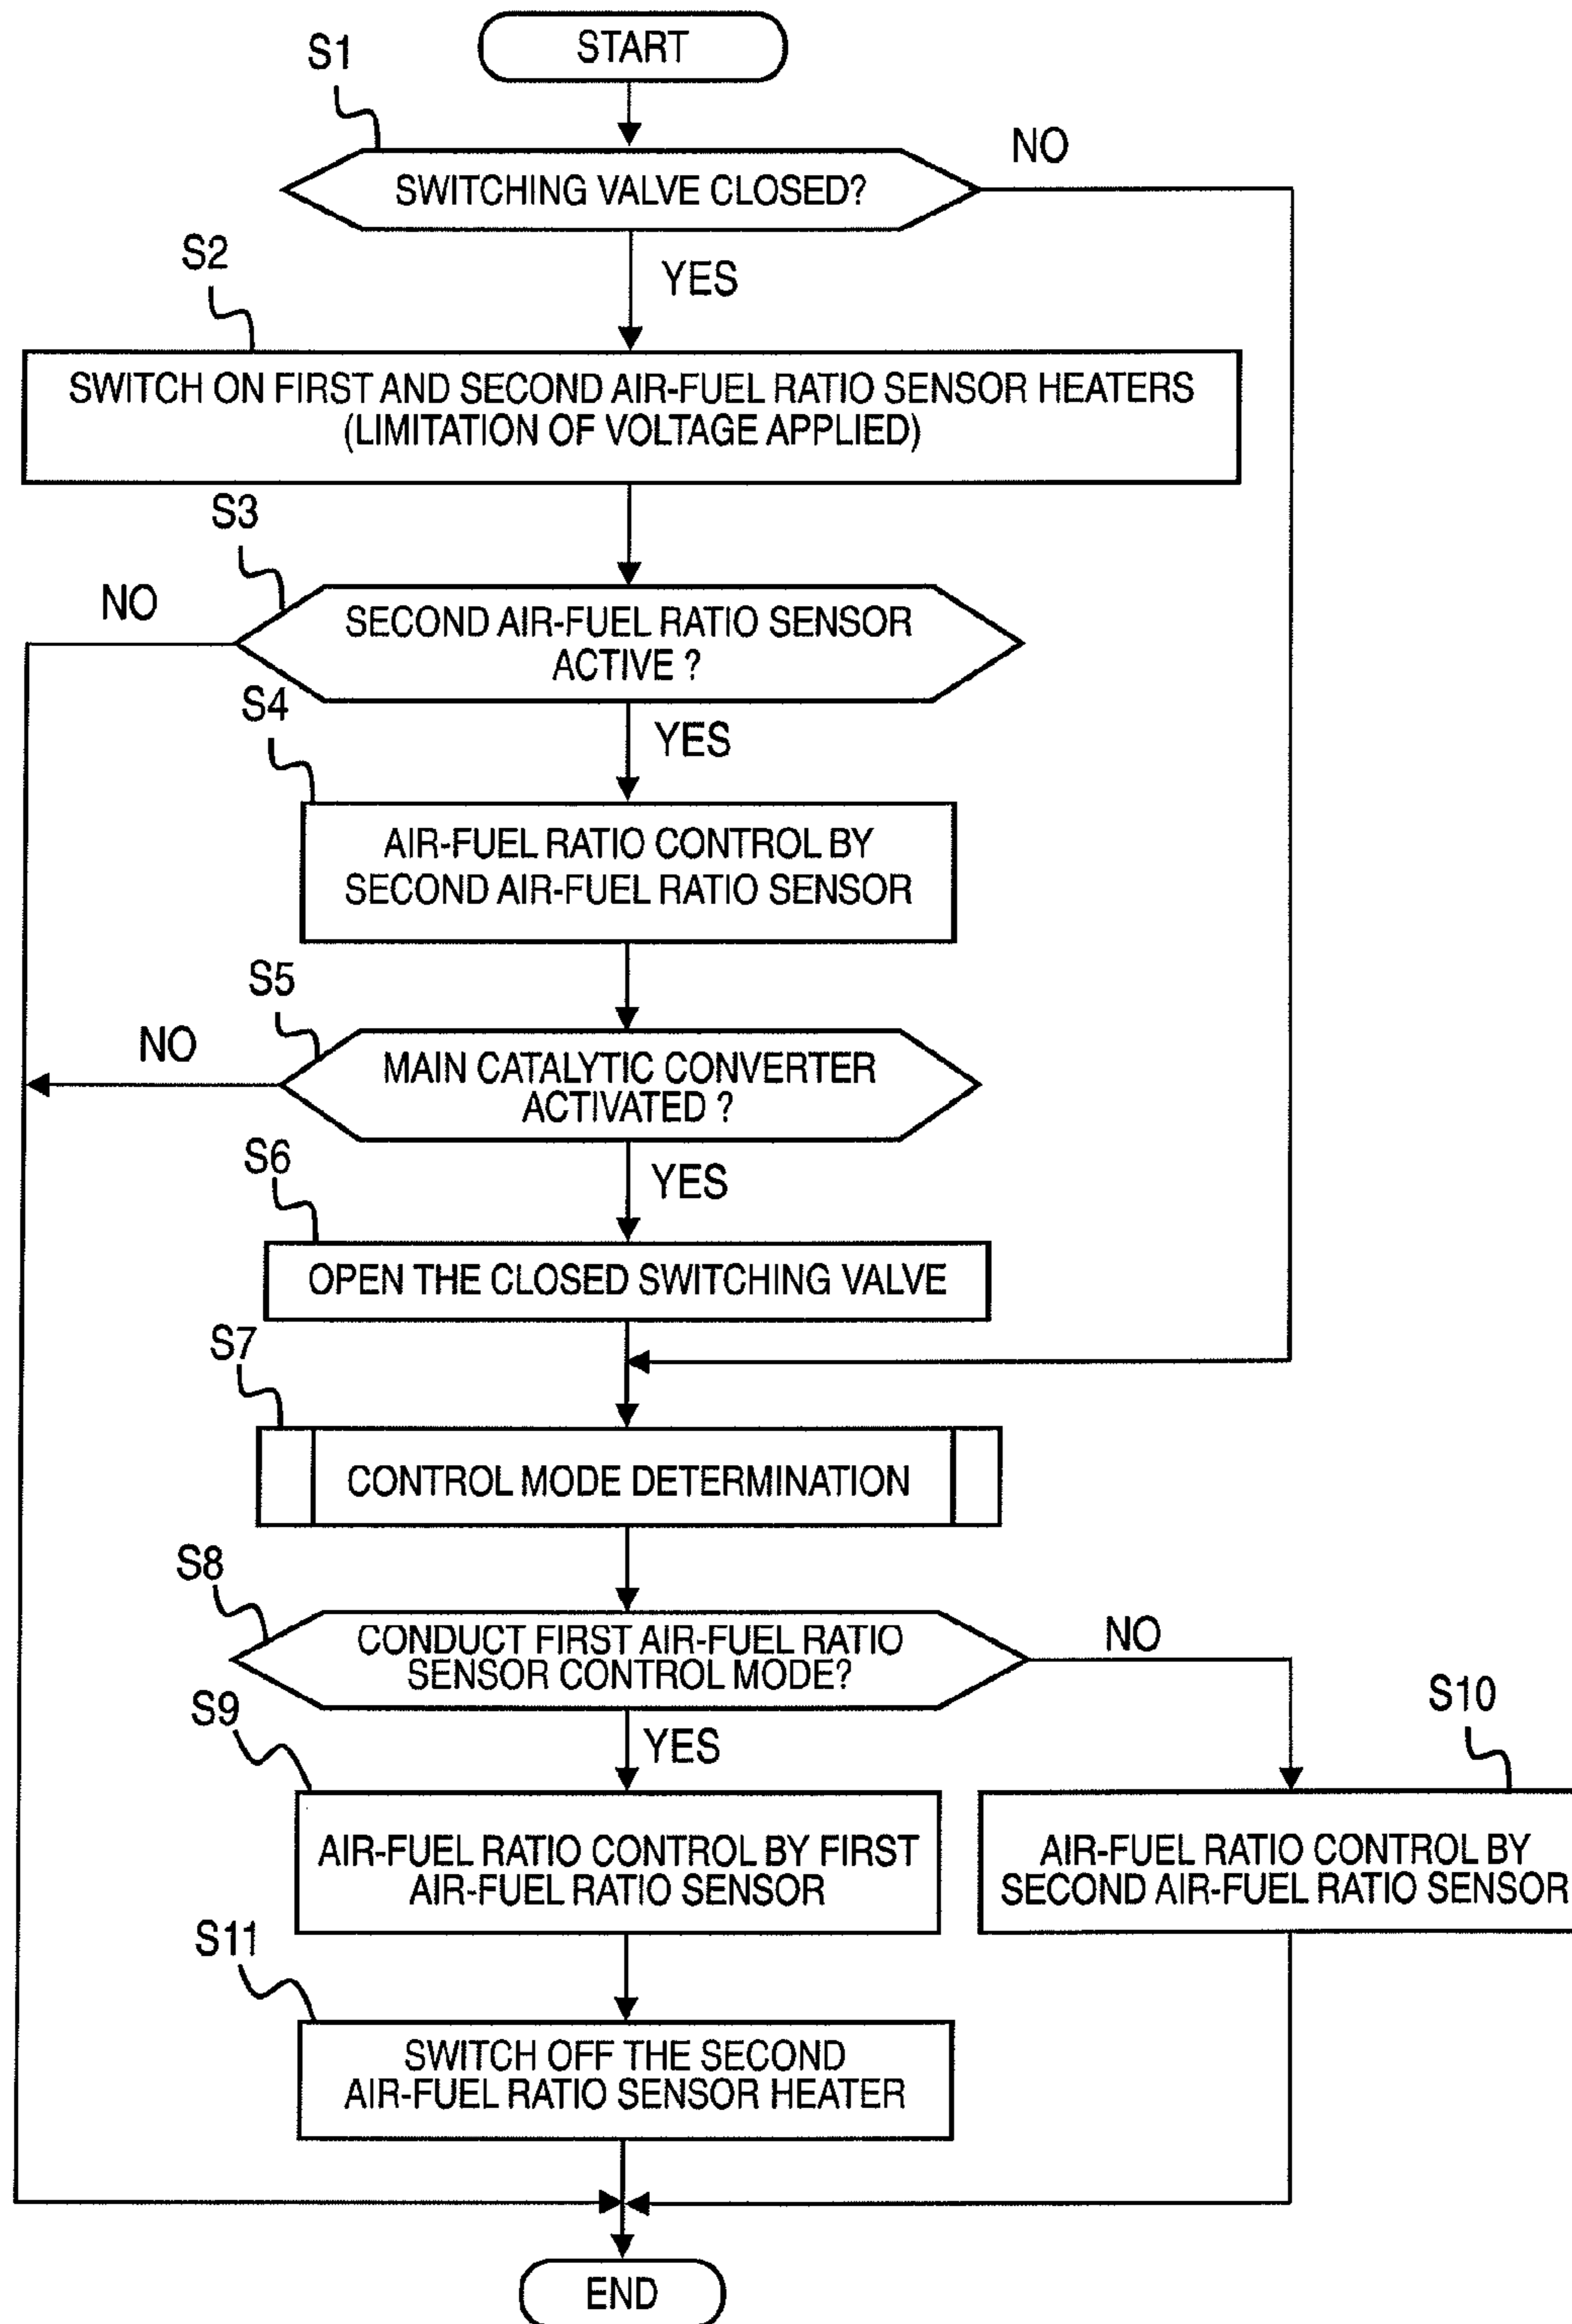 START
S1
NO
SWITCHING VALVE CLOSED?
S2
YES
SWITCH ON FIRST AND SECOND AIR-FUEL RATIO SENSOR HEATERS
(LIMITATION OF VOLTAGE APPLIED)
S3
NO
SECOND AIR-FUEL RATIO SENSOR
ACTIVE ?
S4
YES
AIR-FUEL RATIO CONTROL BY
SECOND AIR-FUEL RATIO SENSOR
S5
NO
MAIN CATALYTIC CONVERTER
ACTIVATED ?
S6
YES
OPEN THE CLOSED SWITCHING VALVE
S7
CONTROL MODE DETERMINATION
S8
CONDUCT FIRST AIR-FUEL RATIO
SENSOR CONTROL MODE?
NO
S9
YES
S10
AIR-FUEL RATIO CONTROL BY FIRST
AIR-FUEL RATIO SENSOR
AIR-FUEL RATIO CONTROL BY
SECOND AIR-FUEL RATIO SENSOR
S11
SWITCH OFF THE SECOND
AIR-FUEL RATIO SENSOR HEATER
END